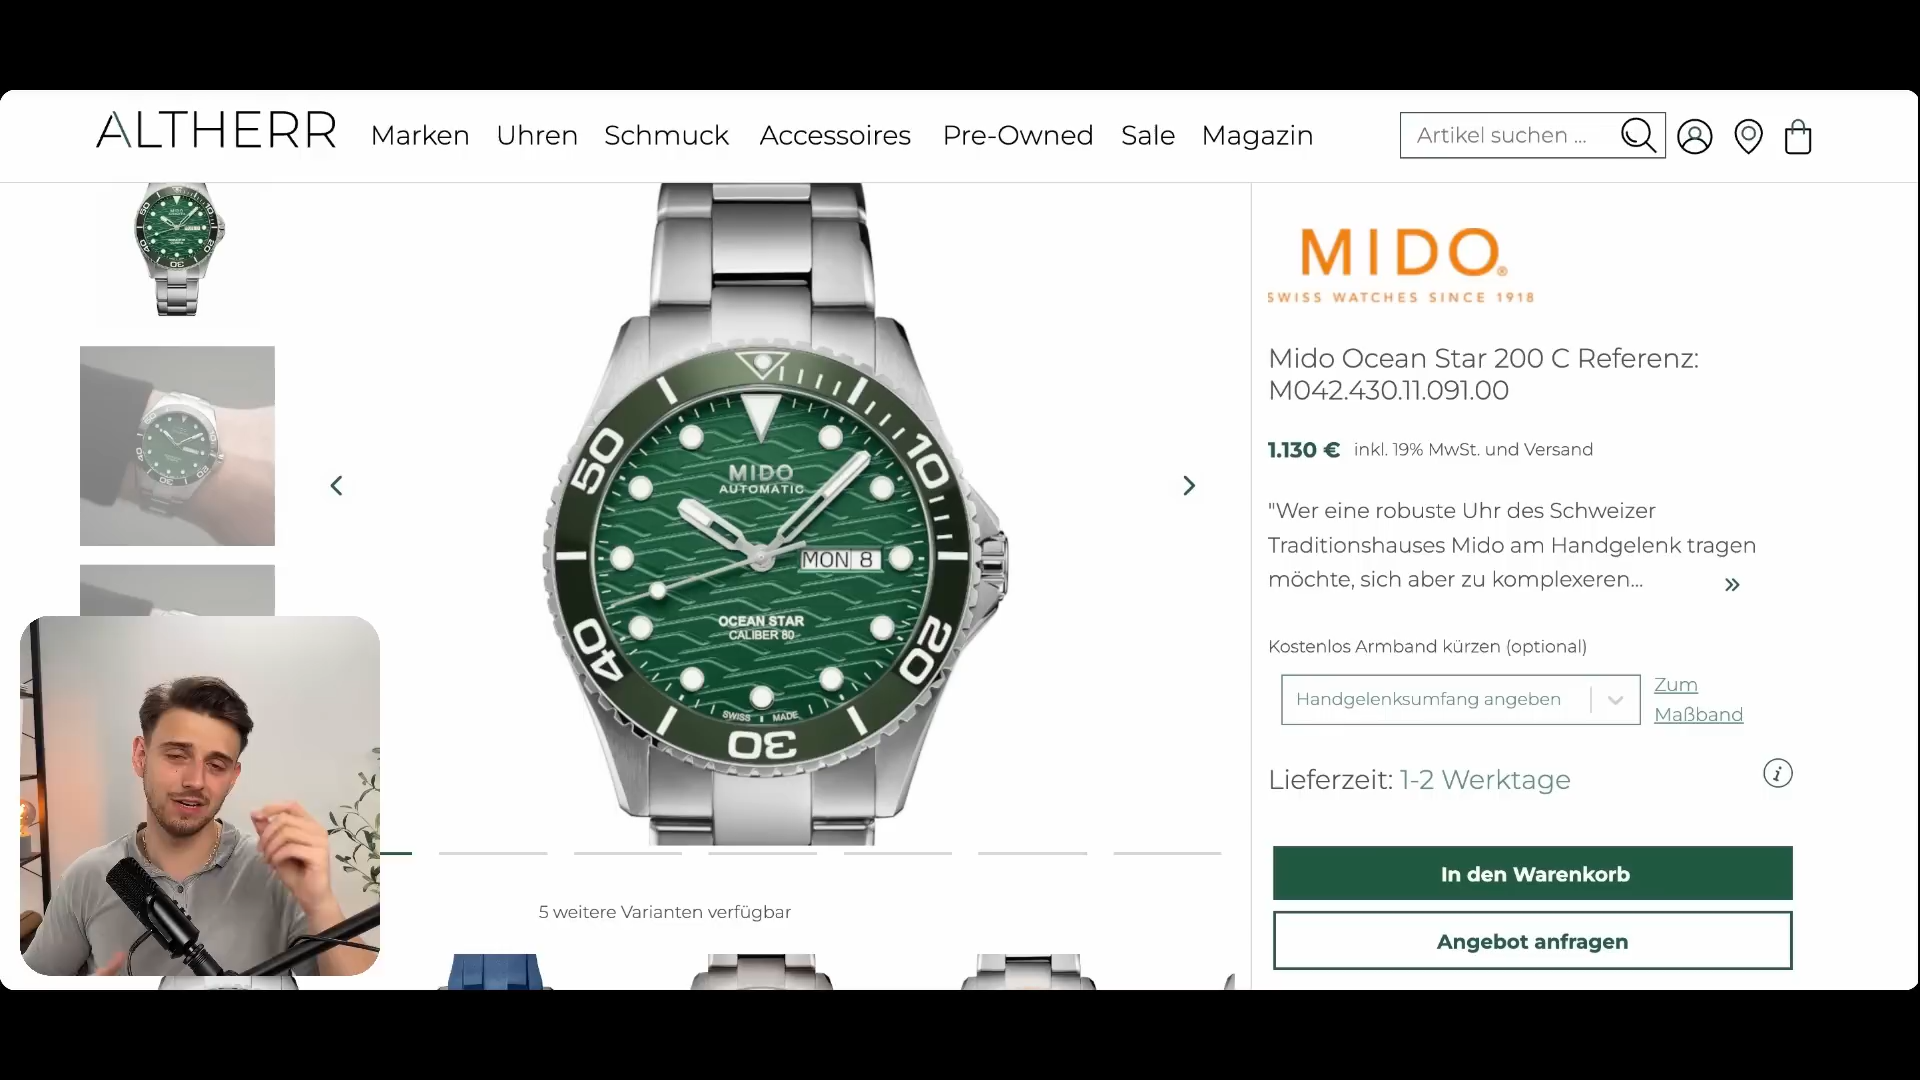 ALTHERR
Marken Uhren Schmuck Accessoires Pre-Owned Sale Magazin
Artikel suchen ...
MIDO
SWISS WATCHES SINCE 1918
Mido Ocean Star 200 C Referenz:
M042.430.11.091.00
1.130 € inkl. 19% MwSt. und Versand
"Wer eine robuste Uhr des Schweizer
Traditionshauses Mido am Handgelenk tragen
möchte, sich aber zu komplexeren... »
Kostenlos Armband kürzen (optional)
Handgelenksumfang angeben
Zum
Maßband
Lieferzeit: 1-2 Werktage
In den Warenkorb
Angebot anfragen
50
10
MIDO
AUTOMATIC
MON 8
OCEAN STAR
CALIBER 80
40
20
SWISS MADE
30
5 weitere Varianten verfügbar